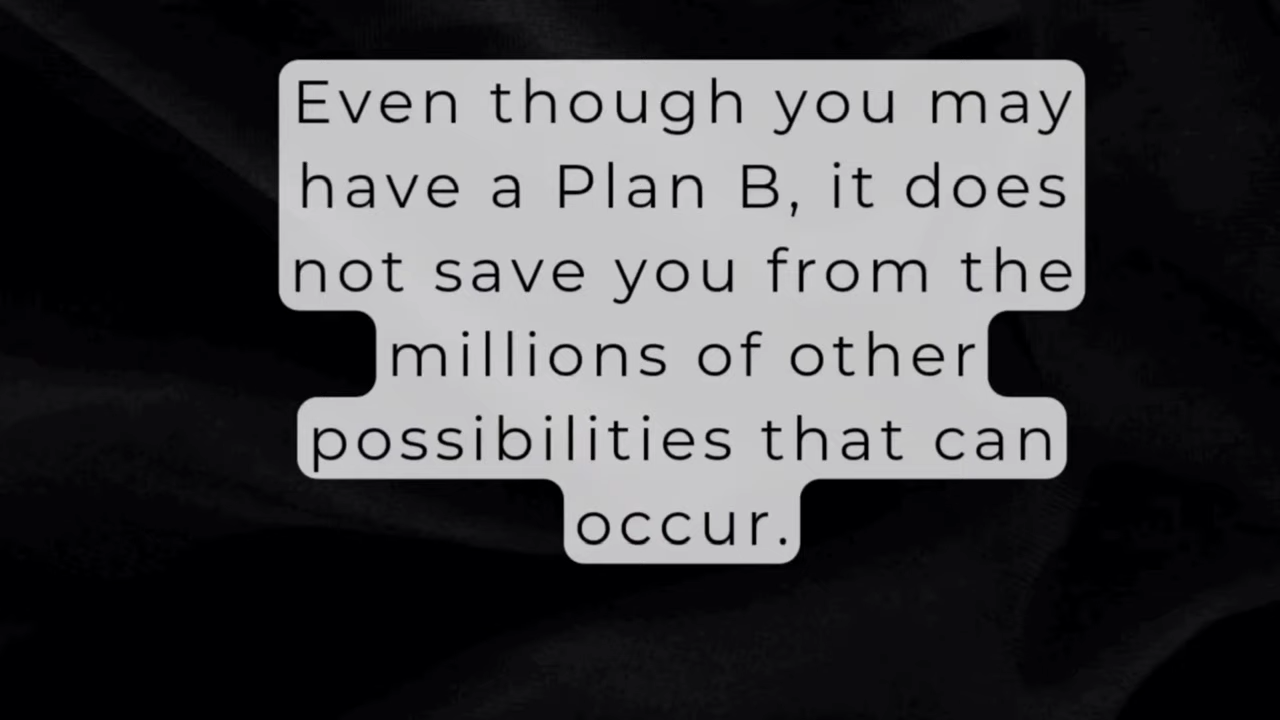 Even though you may
have a Plan B, it does
not save you from the
millions of other
possibilities that can
occur.